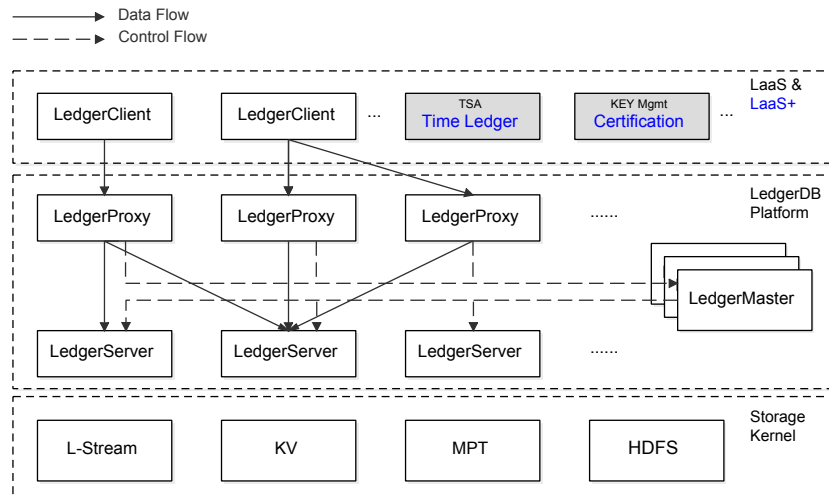 Data Flow
Control Flow
LaaS &
LaaS+
LedgerClient
LedgerClient
...
TSA
Time Ledger
KEY Mgmt
Certification
...
LedgerDB
Platform
LedgerProxy
LedgerProxy
LedgerProxy
......
LedgerMaster
LedgerServer
LedgerServer
LedgerServer
......
Storage
Kernel
L-Stream
KV
MPT
HDFS